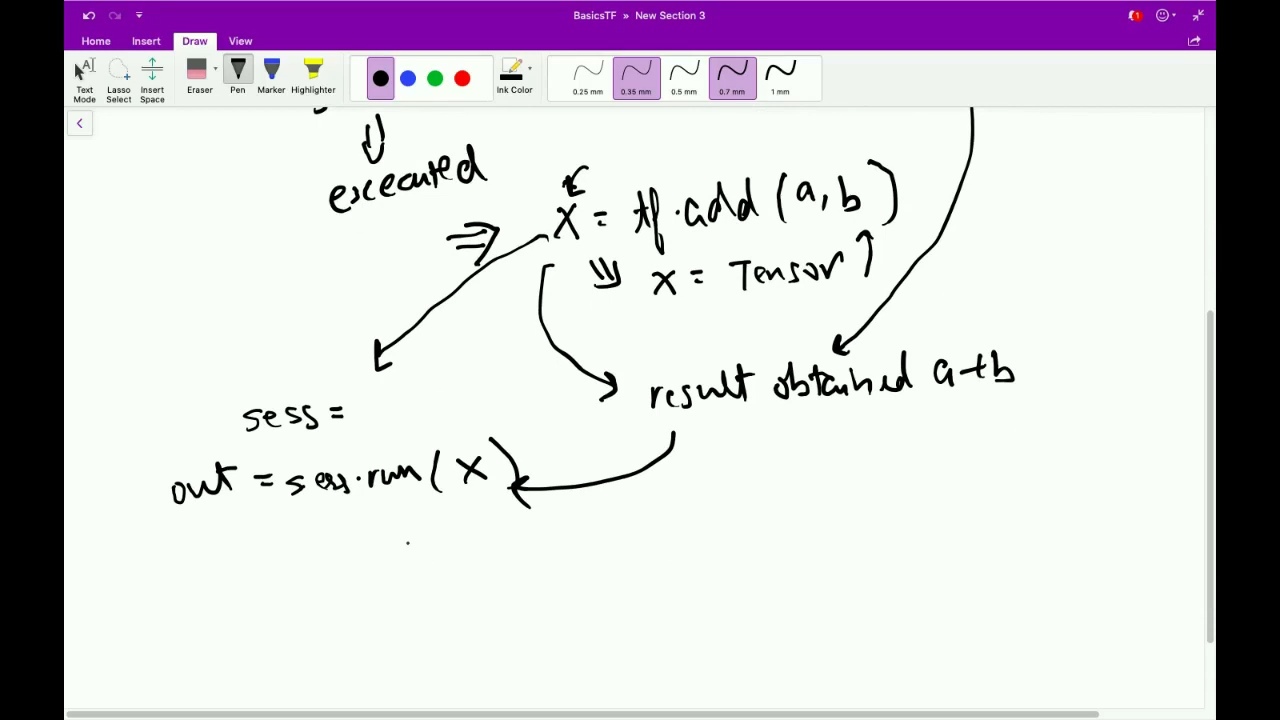 BasicsTF » New Section 3
1
Home Insert Draw View
Text Mode Lasso Select Insert Space Eraser Pen Marker Highlighter Ink Color 0.25 mm 0.35 mm 0.5 mm 0.7 mm 1 mm
executed
X = tf.add (a, b)
x = Tensor
result obtained a+b
sess =
out = sess.run( X )